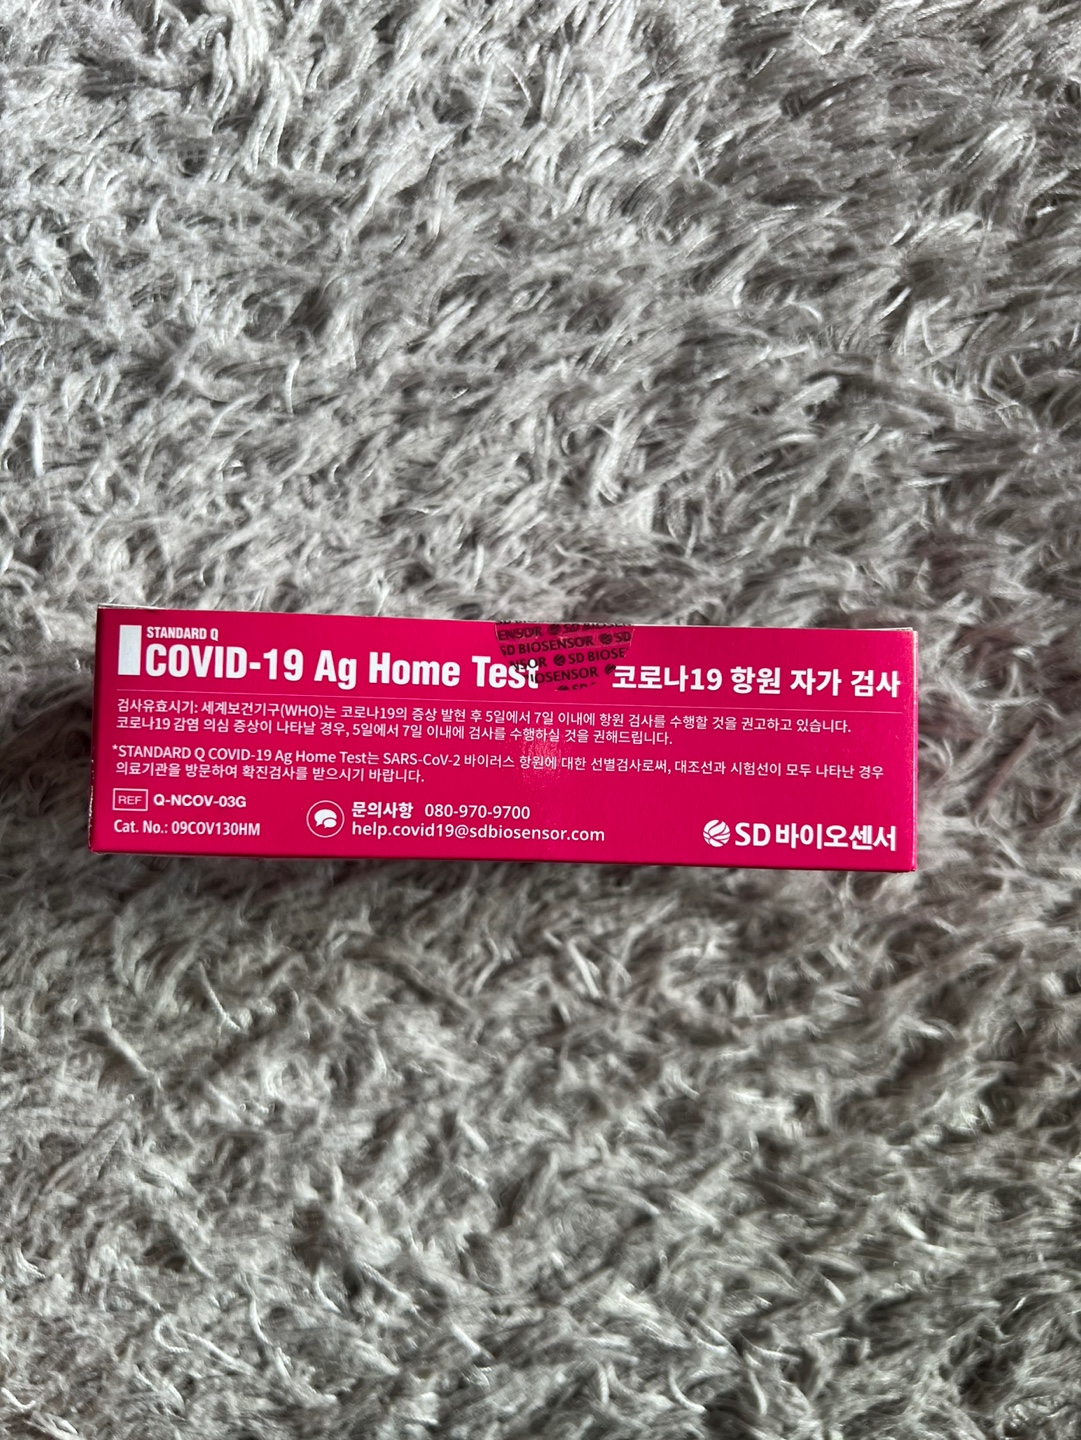 STANDARD Q
COVID-19 Ag Home Test
코로나19 항원 자가 검사
SD BIOSENSOR
SD BIOSENSOR
검사유효시기: 세계보건기구(WHO)는 코로나19의 증상 발현 후 5일에서 7일 이내에 항원 검사를 수행할 것을 권고하고 있습니다.
코로나19 감염 의심 증상이 나타날 경우, 5일에서 7일 이내에 검사를 수행하실 것을 권해드립니다.
*STANDARD Q COVID-19 Ag Home Test는 SARS-CoV-2 바이러스 항원에 대한 선별검사로써, 대조선과 시험선이 모두 나타난 경우
의료기관을 방문하여 확진검사를 받으시기 바랍니다.
REF Q-NCOV-03G
Cat. No.: 09COV130HM
문의사항 080-970-9700
help.covid19@sdbiosensor.com
SD 바이오센서